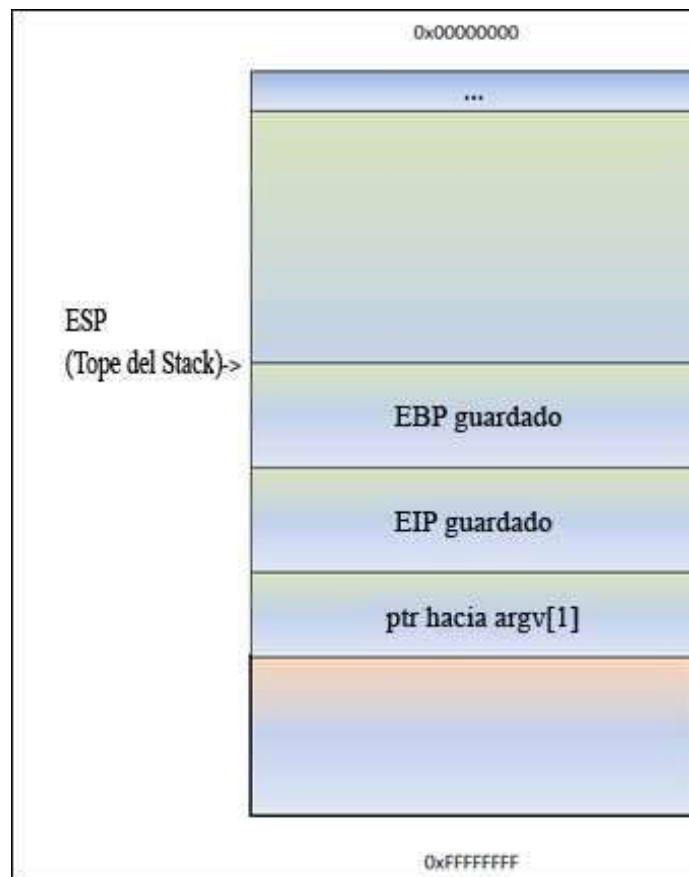 0x00000000
...
ESP
(Tope del Stack)->
EBP guardado
EIP guardado
ptr hacia argv[1]
0xFFFFFFFF